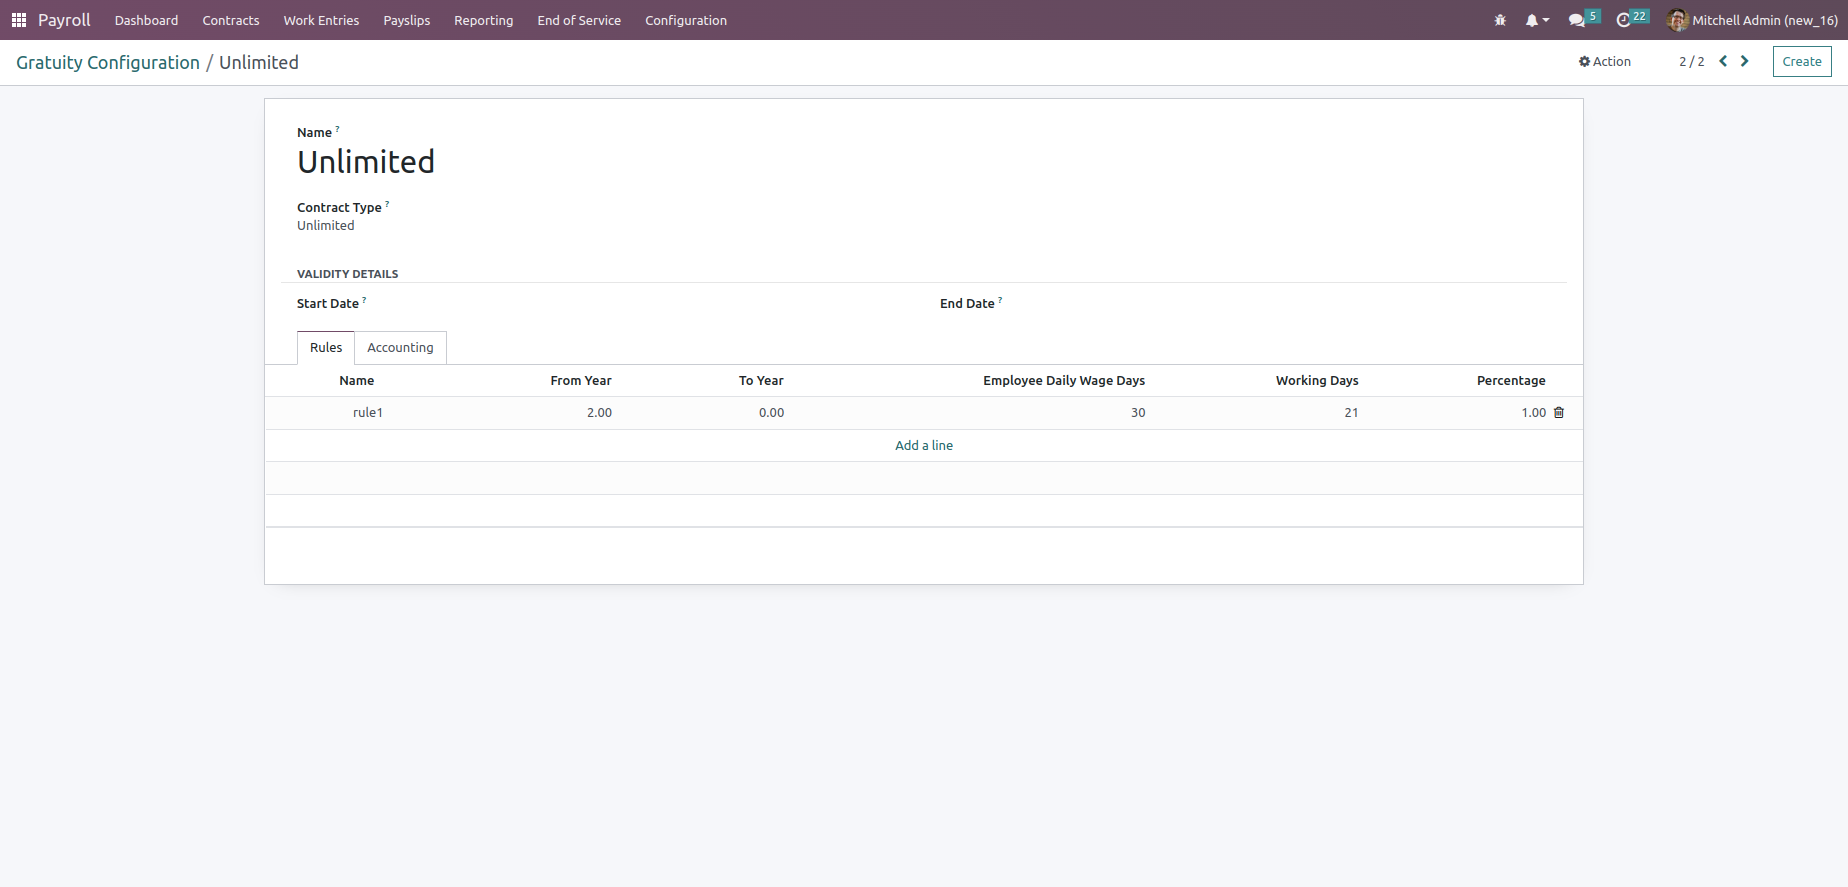 Payroll Dashboard Contracts Work Entries Payslips Reporting End of Service Configuration 5 22 Mitchell Admin (new_16)
Gratuity Configuration / Unlimited Action 2 / 2 Create
Name ?
Unlimited
Contract Type ?
Unlimited
VALIDITY DETAILS
Start Date ? End Date ?
Rules Accounting
Name From Year To Year Employee Daily Wage Days Working Days Percentage
rule1 2.00 0.00 30 21 1.00
Add a line